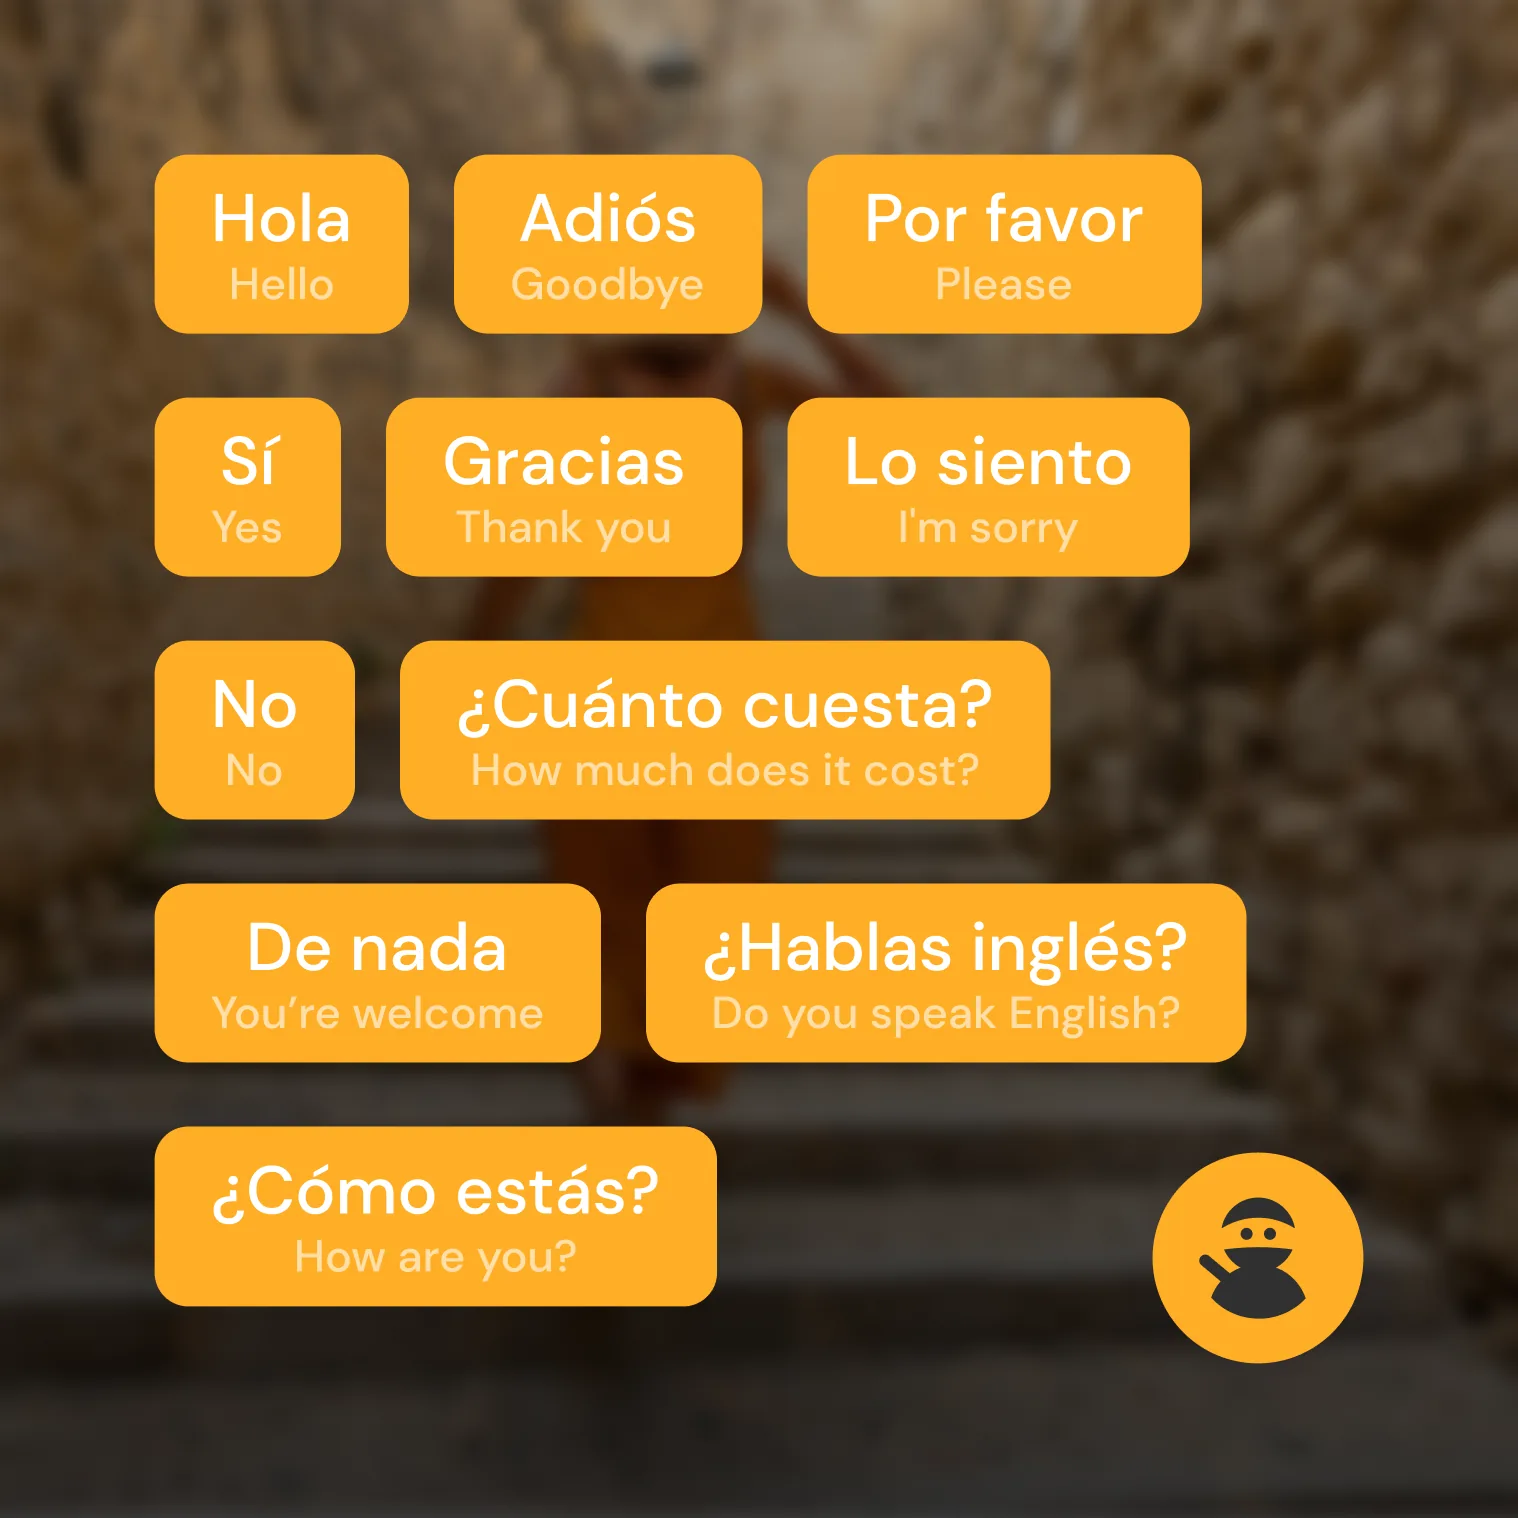 Hola
Hello
Adiós
Goodbye
Por favor
Please
Sí
Yes
Gracias
Thank you
Lo siento
I'm sorry
No
No
¿Cuánto cuesta?
How much does it cost?
De nada
You’re welcome
¿Hablas inglés?
Do you speak English?
¿Cómo estás?
How are you?